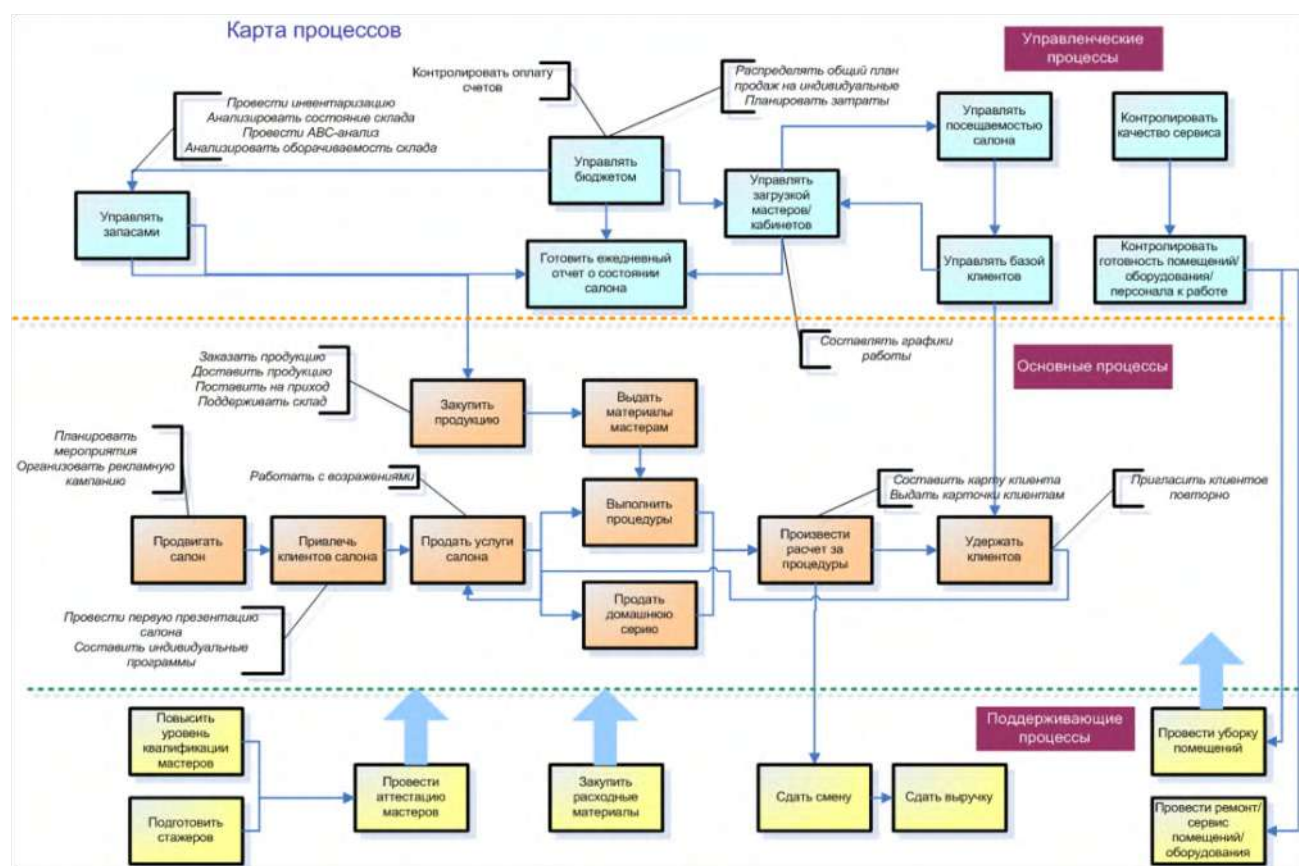 Карта процессов
Управленческие
процессы
Контролировать оплату
счетов
Распределять общий план
продаж на индивидуальные
Планировать затраты
Провести инвентаризацию
Анализировать состояние склада
Провести ABC-анализ
Анализировать оборачиваемость склада
Управлять
посещаемостью
салона
Контролировать
качество сервиса
Управлять
бюджетом
Управлять
загрузкой
мастеров/
кабинетов
Управлять
запасами
Готовить ежедневный
отчет о состоянии
салона
Управлять базой
клиентов
Контролировать
готовность помещений/
оборудования/
персонала к работе
Составлять графики
работы
Основные процессы
Заказать продукцию
Доставить продукцию
Поставить на приход
Поддерживать склад
Закупить
продукцию
Выдать
материалы
мастерам
Планировать
мероприятия
Организовать рекламную
кампанию
Работать с возражениями
Составить карту клиента
Выдать карточки клиентам
Пригласить клиентов
повторно
Выполнить
процедуры
Продвигать
салон
Привлечь
клиентов салона
Продать услуги
салона
Произвести
расчет за
процедуры
Удержать
клиентов
Продать
домашнюю
серию
Провести первую презентацию
салона
Составить индивидуальные
программы
Поддерживающие
процессы
Повысить
уровень
квалификации
мастеров
Провести уборку
помещений
Провести
аттестацию
мастеров
Закупить
расходные
материалы
Сдать смену
Сдать выручку
Подготовить
стажеров
Провести ремонт/
сервис
помещений/
оборудования